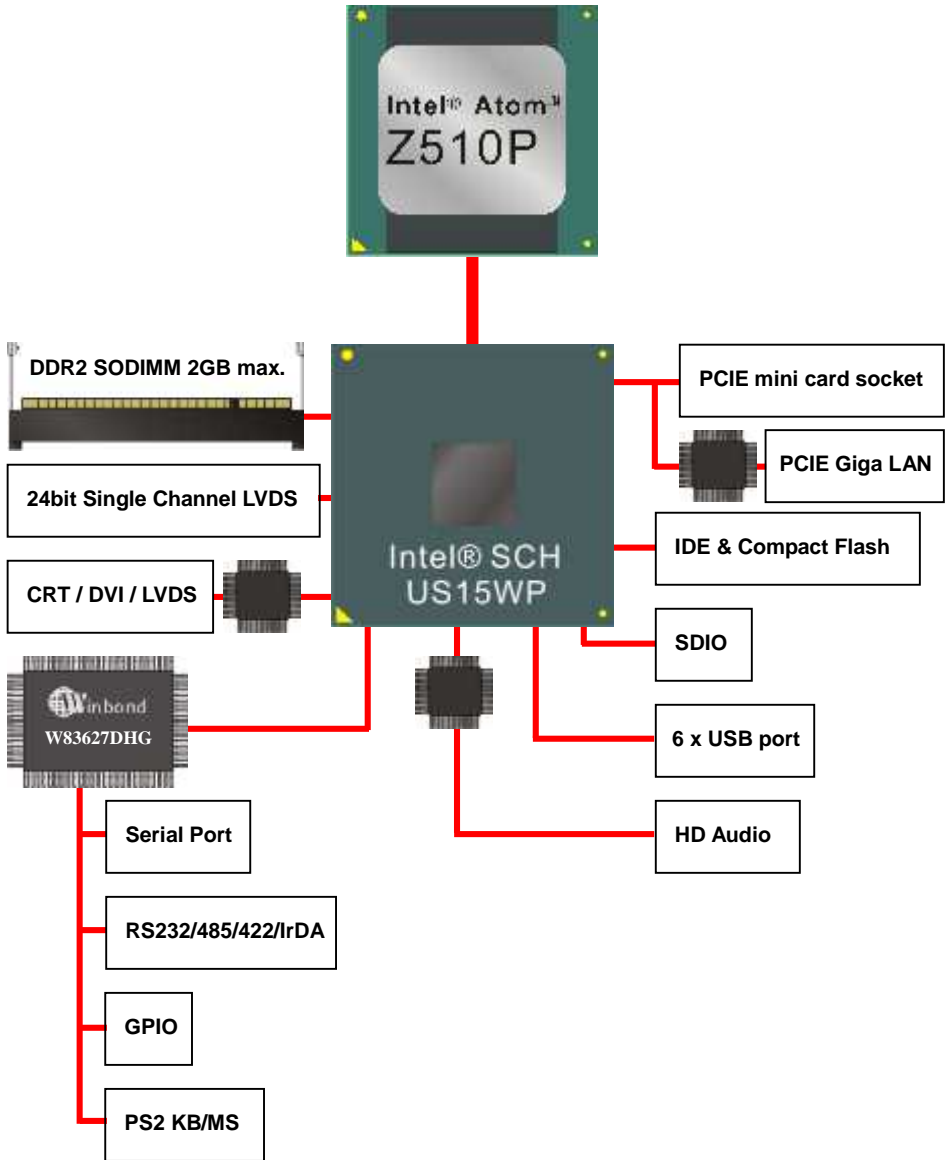 Intel® Atom™
Z510P
DDR2 SODIMM 2GB max.
PCIE mini card socket
PCIE Giga LAN
24bit Single Channel LVDS
Intel® SCH
US15WP
IDE & Compact Flash
CRT / DVI / LVDS
SDIO
Winbond
W83627DHG
6 x USB port
Serial Port
HD Audio
RS232/485/422/IrDA
GPIO
PS2 KB/MS